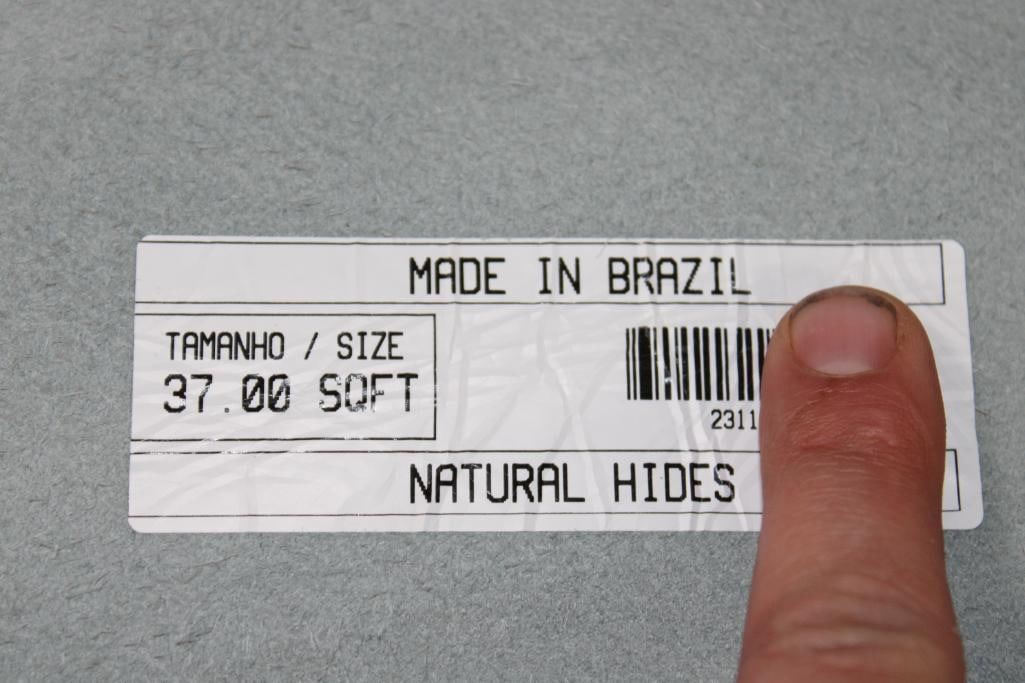 MADE IN BRAZIL
TAMANHO / SIZE
37.00 SQFT
2311
NATURAL HIDES